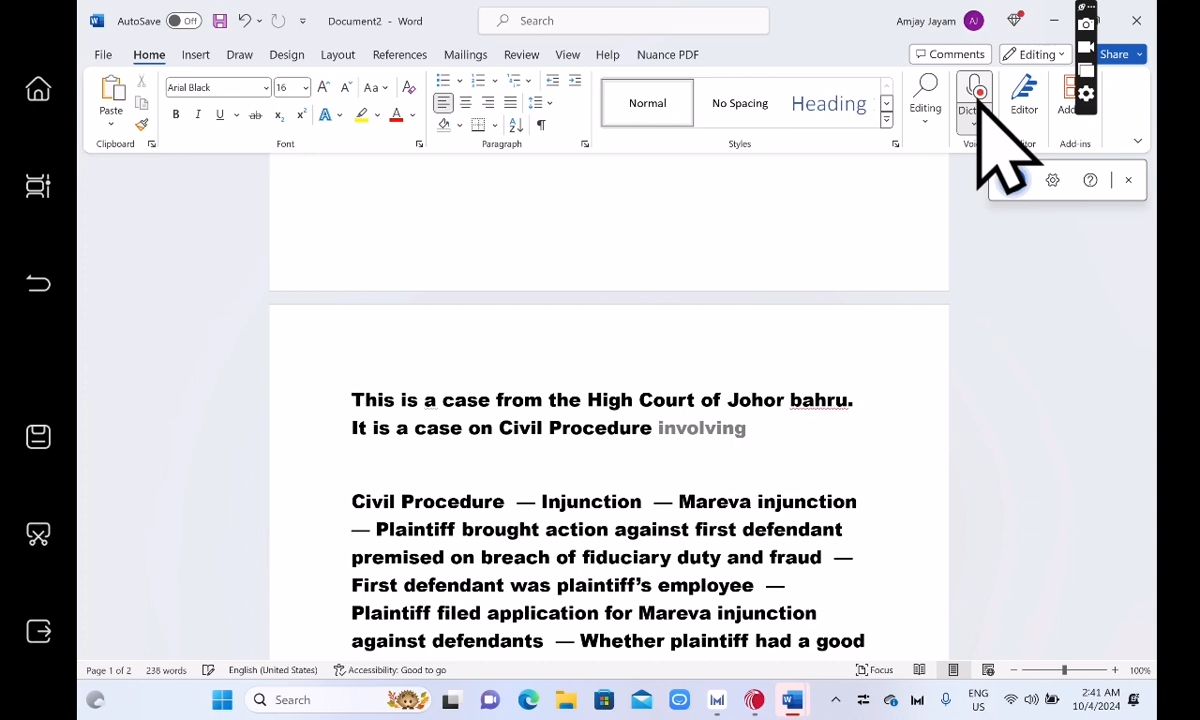 AutoSave Off Document2 - Word Search Amjay Jayam
File Home Insert Draw Design Layout References Mailings Review View Help Nuance PDF Comments Editing Share
Paste Arial Black 16 Aa Normal No Spacing Heading Editing Editor
Clipboard Font Paragraph Styles Add-ins
This is a case from the High Court of Johor bahru.
It is a case on Civil Procedure involving
Civil Procedure — Injunction — Mareva injunction
— Plaintiff brought action against first defendant
premised on breach of fiduciary duty and fraud —
First defendant was plaintiff’s employee —
Plaintiff filed application for Mareva injunction
against defendants — Whether plaintiff had a good
Page 1 of 2 238 words English (United States) Accessibility: Good to go Focus 100%
Search ENG 2:41 AM
US 10/4/2024